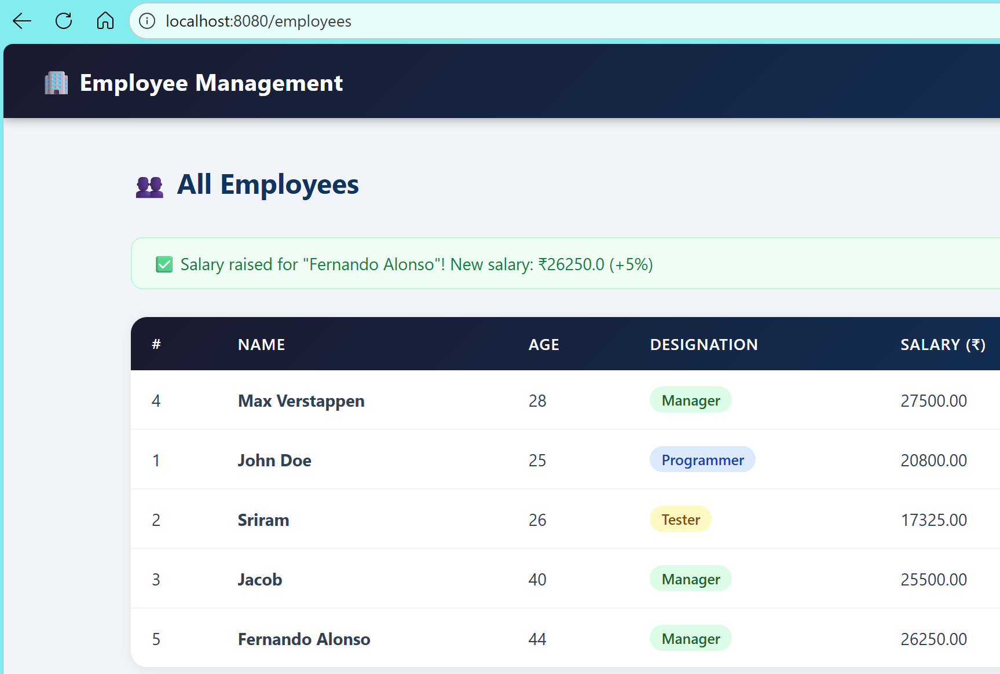 localhost:8080/employees
Employee Management
All Employees
Salary raised for "Fernando Alonso"! New salary: ₹26250.0 (+5%)
# NAME AGE DESIGNATION SALARY (₹)
4 Max Verstappen 28 Manager 27500.00
1 John Doe 25 Programmer 20800.00
2 Sriram 26 Tester 17325.00
3 Jacob 40 Manager 25500.00
5 Fernando Alonso 44 Manager 26250.00